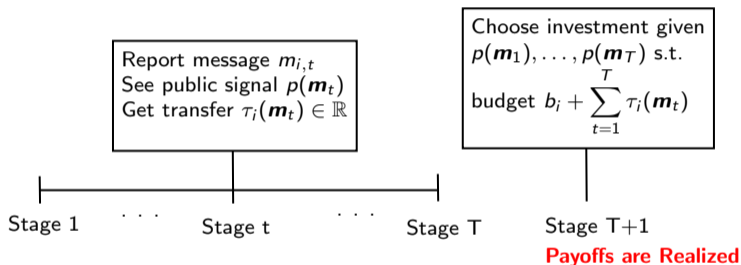 Report message m_{i,t}
See public signal p(𝒎_t)
Get transfer τ_i(𝒎_t) ∈ ℝ
Choose investment given
p(𝒎_1), . . . , p(𝒎_T) s.t.
budget b_i + \sum_{t=1}^{T} τ_i(𝒎_t)
Stage 1
. . .
Stage t
. . .
Stage T
Stage T+1
Payoffs are Realized